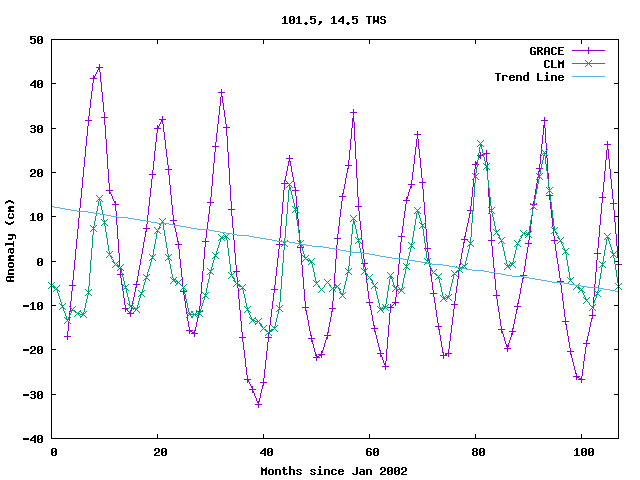 101.5, 14.5 TWS
GRACE
CLM
Trend Line
50
40
30
20
10
0
-10
-20
-30
-40
Anomaly (cm)
0 20 40 60 80 100
Months since Jan 2002